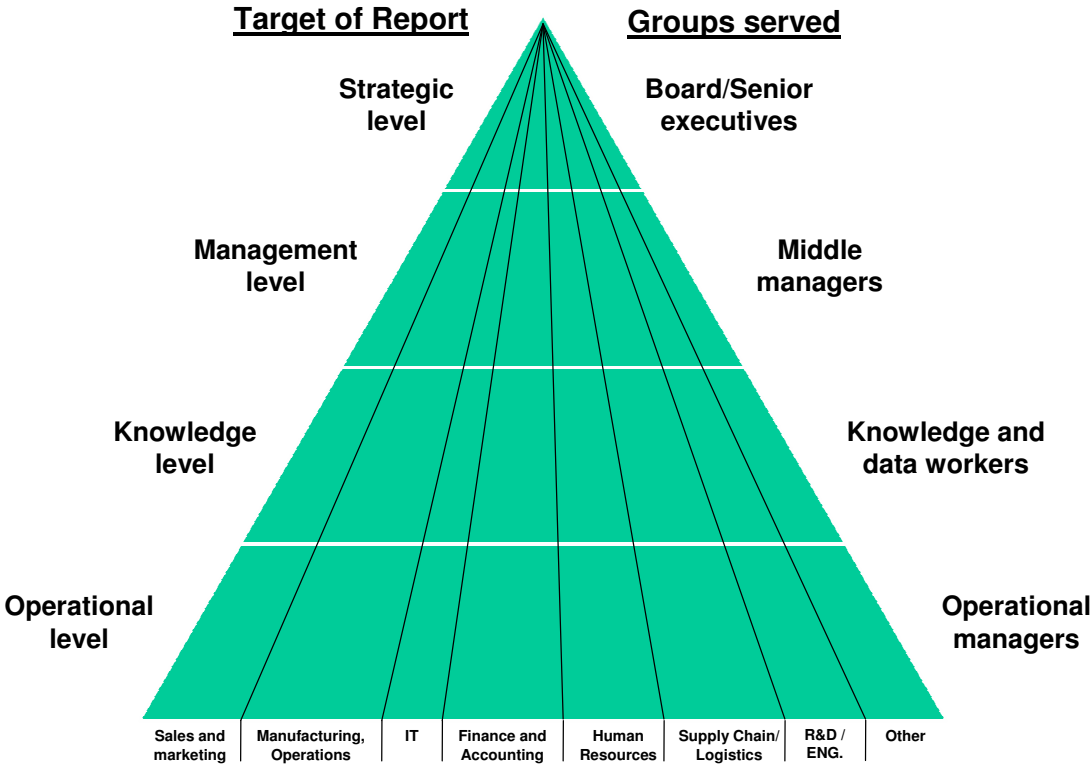 Target of Report
Groups served
Strategic
level
Board/Senior
executives
Management
level
Middle
managers
Knowledge
level
Knowledge and
data workers
Operational
level
Operational
managers
Sales and
marketing
Manufacturing,
Operations
IT
Finance and
Accounting
Human
Resources
Supply Chain/
Logistics
R&D /
ENG.
Other